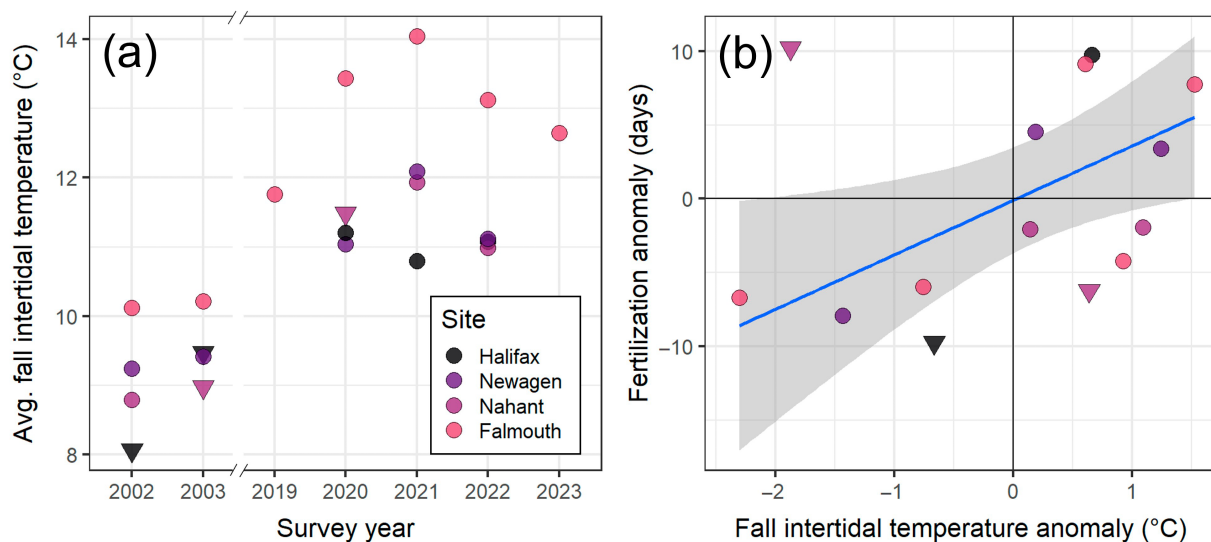 (a)
Avg. fall intertidal temperature (°C)
14
12
10
8
2002 2003 2019 2020 2021 2022 2023
Survey year
Site
Halifax
Newagen
Nahant
Falmouth
(b)
Fertilization anomaly (days)
10
0
−10
−2 −1 0 1
Fall intertidal temperature anomaly (°C)